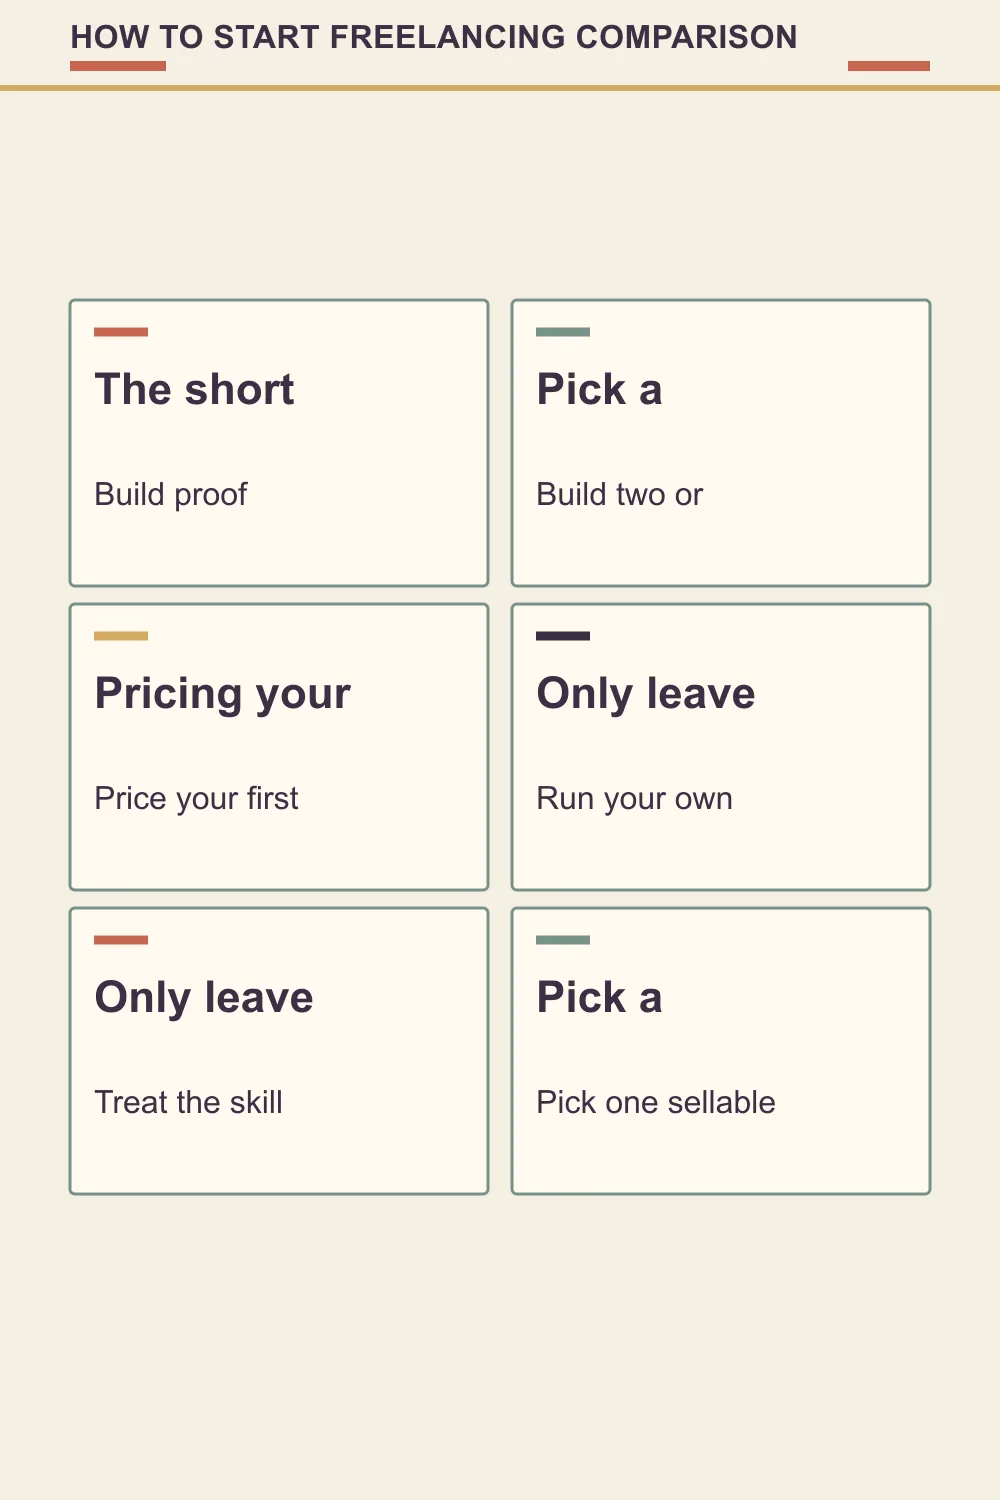 HOW TO START FREELANCING COMPARISON
The short
Build proof
Pick a
Build two or
Pricing your
Price your first
Only leave
Run your own
Only leave
Treat the skill
Pick a
Pick one sellable